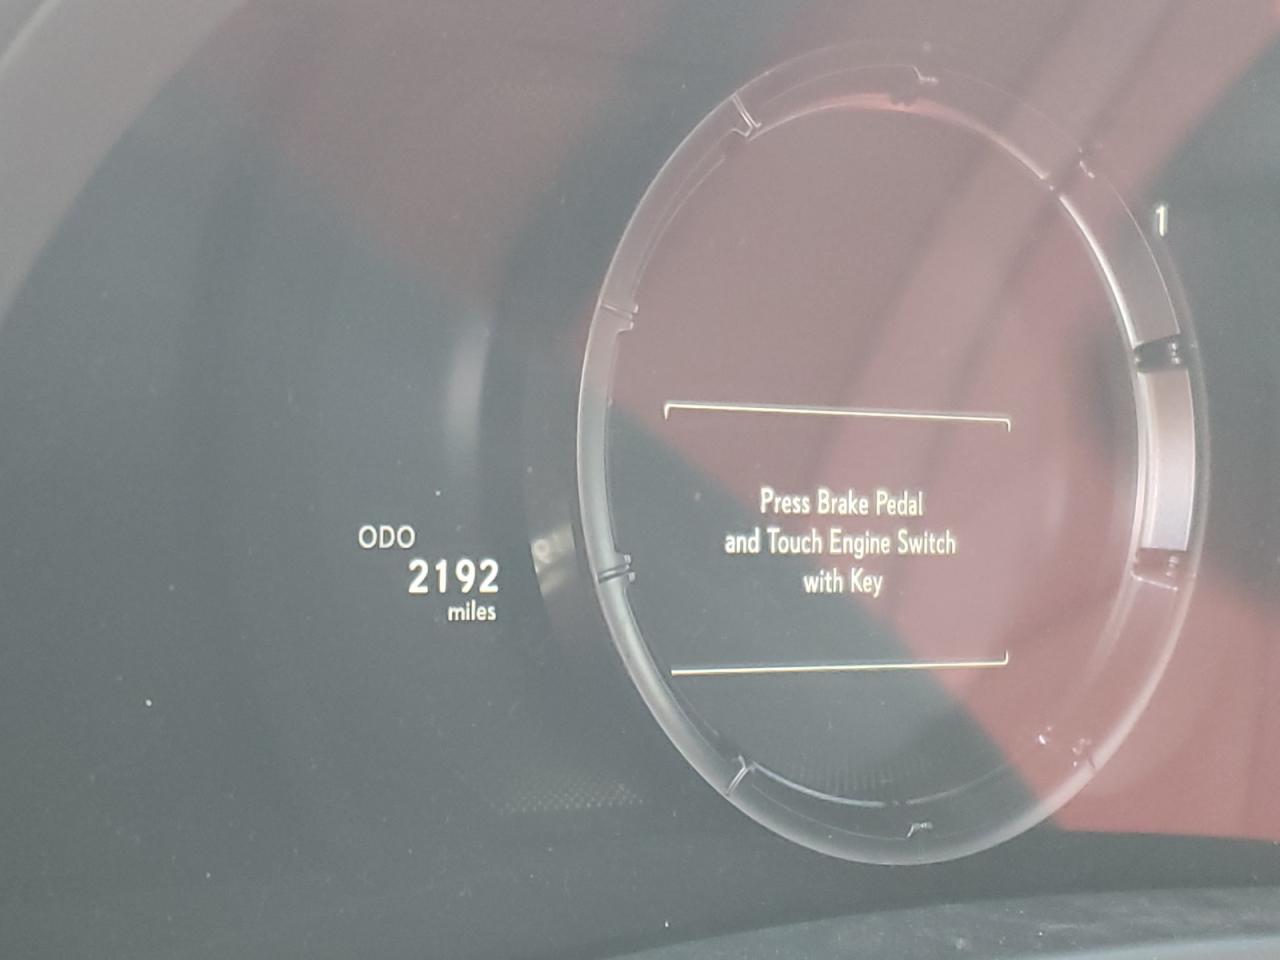 1
ODO
2192
miles
Press Brake Pedal
and Touch Engine Switch
with Key